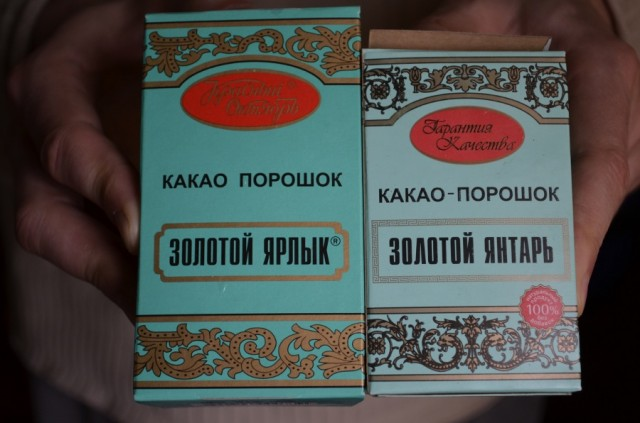 КАКАО ПОРОШОК
ЗОЛОТОЙ ЯРЛЫК®
Гарантия
Качества
КАКАО-ПОРОШОК
ЗОЛОТОЙ ЯНТАРЬ
100%